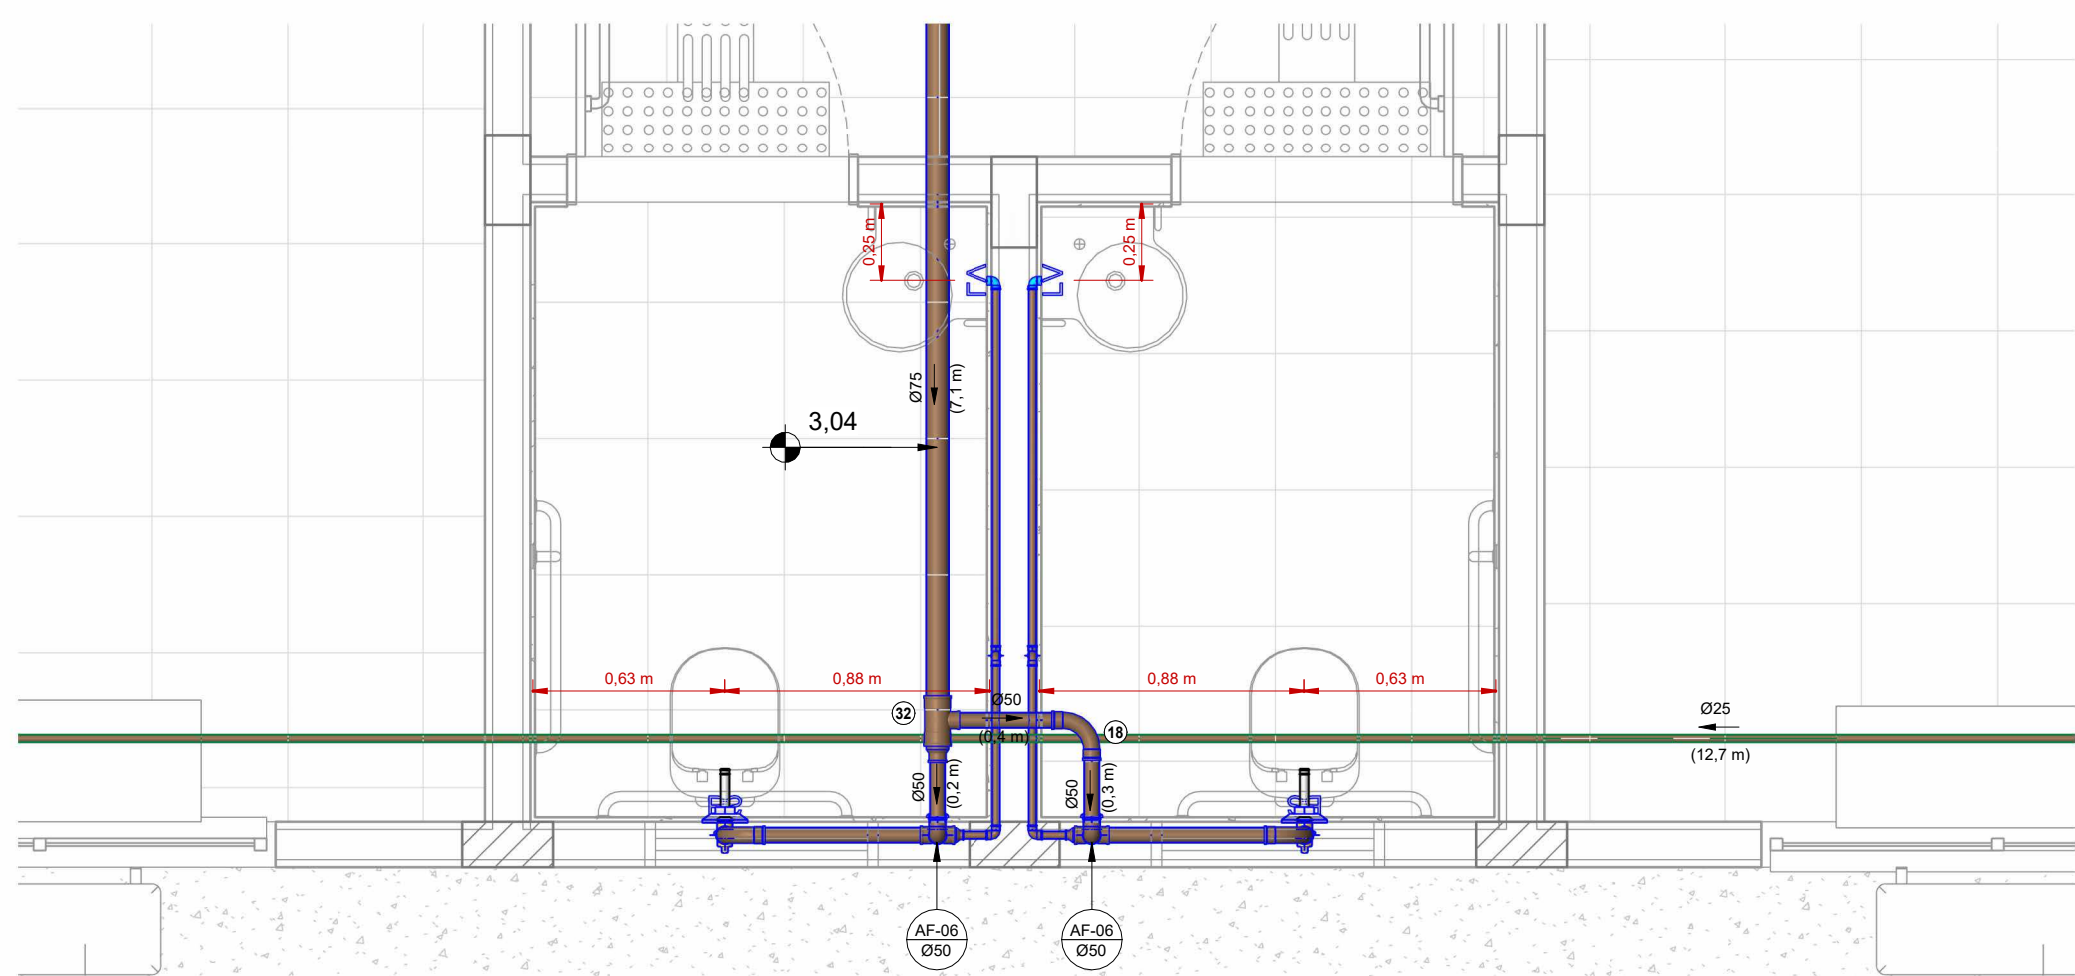 0,25 m
0,25 m
Ø75
(7,1 m)
3,04
0,63 m
0,88 m
0,88 m
0,63 m
Ø50
32
(0,4 m)
18
Ø25
(12,7 m)
Ø50
(0,2 m)
Ø50
(0,3 m)
AF-06
Ø50
AF-06
Ø50